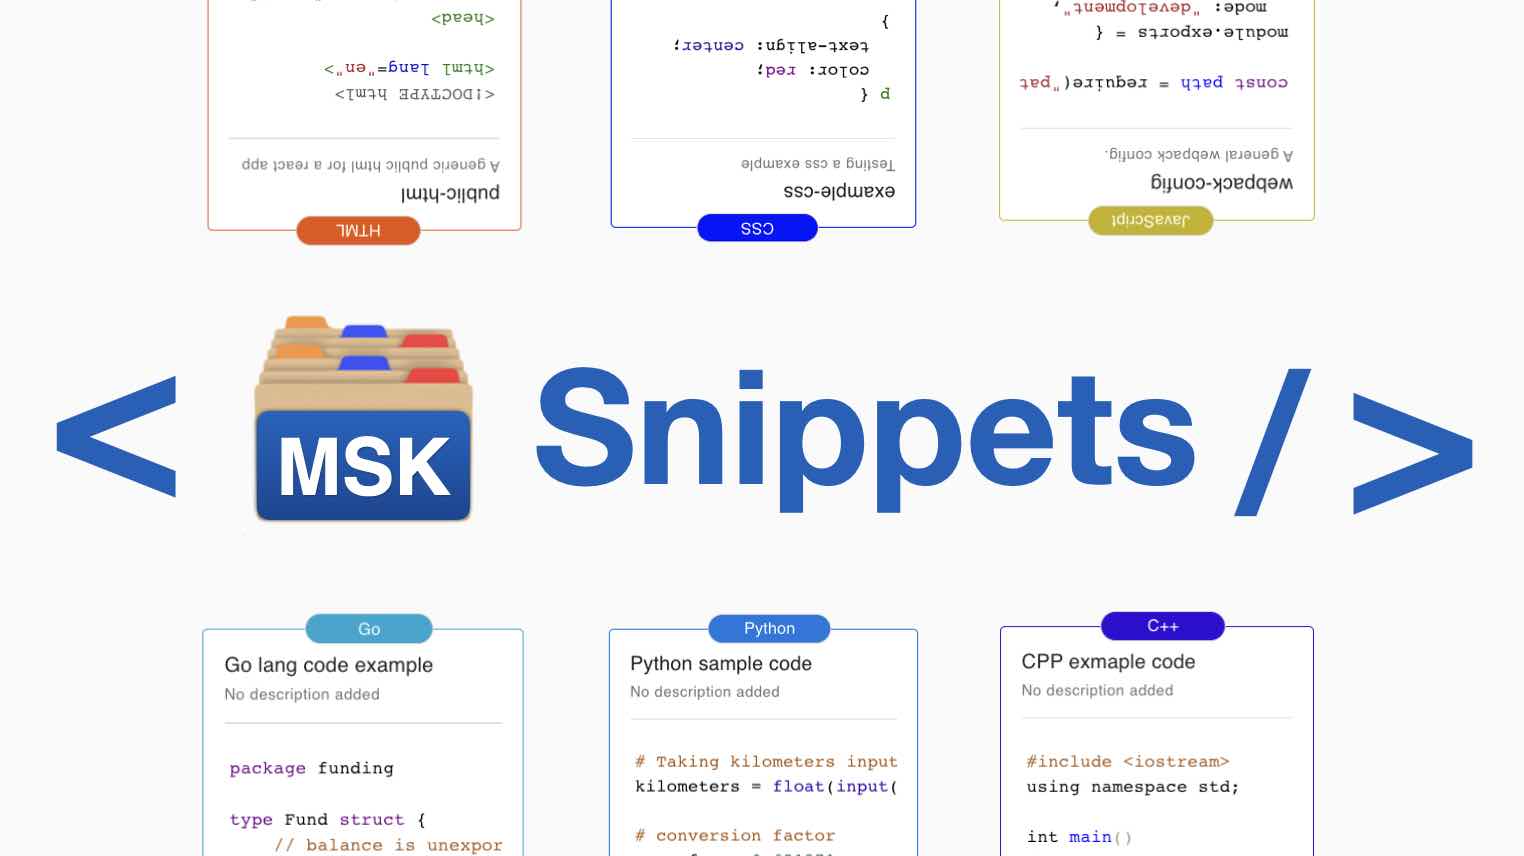 <head>
<html lang="en">
<!DOCTYPE html>
A generic public html for a react app
public-html
HTML
}
text-align: center;
color: red;
p {
Testing a css example
example-css
CSS
mode: "development",
module.exports = {
const path = require("pat
A general webpack config.
webpack-config
JavaScript
< MSK Snippets />
Go
Go lang code example
No description added
package funding
type Fund struct {
// balance is unexpor
Python
Python sample code
No description added
# Taking kilometers input
kilometers = float(input(
# conversion factor
C++
CPP exmaple code
No description added
#include <iostream>
using namespace std;
int main()